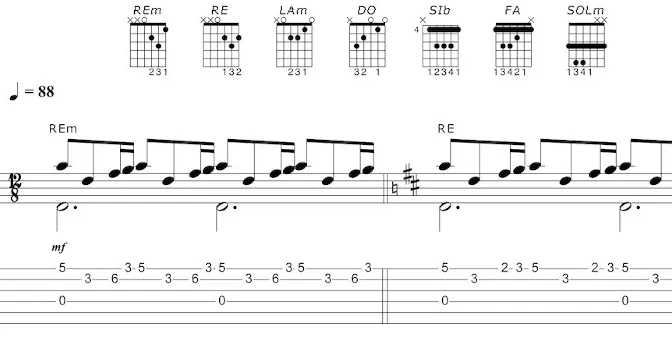 REm RE LAm DO SIb FA SOLm
××○ ××○ ×○ ○ × ○ ○ × × ××
4
231 132 231 32 1 12341 13421 1341
= 88
REm RE
12
8
mf
5 3 5 3 5 3 5 3 5 5 2 3 5 2 3 5
3 6 3 6 3 6 3 6 3 3 3
0 0 0 0